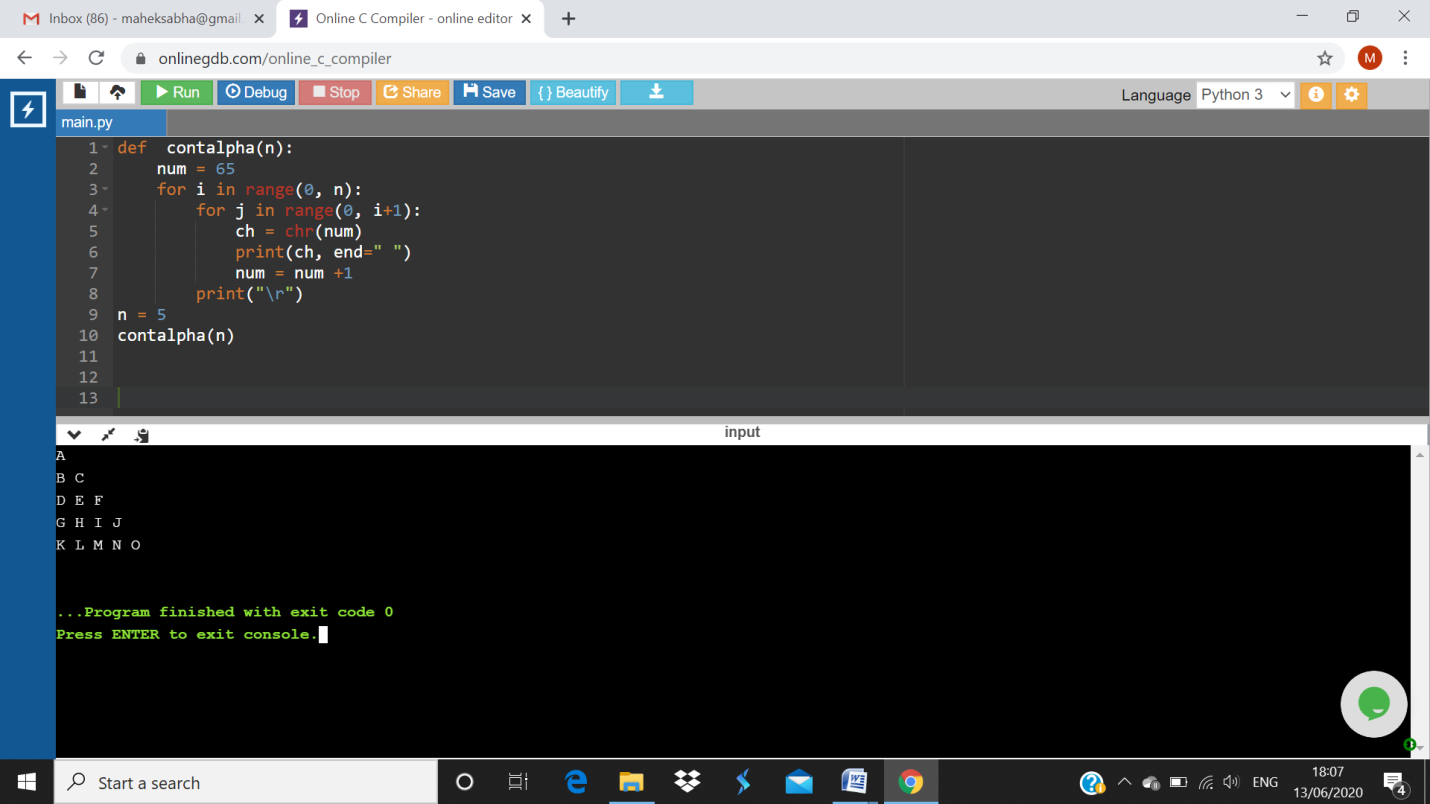 Inbox (86) - maheksabha@gmail.
Online C Compiler - online editor
onlinegdb.com/online_c_compiler
M
Run
Debug
Stop
Share
Save
{ } Beautify
Language Python 3
main.py
1 def  contalpha(n):
2     num = 65
3     for i in range(0, n):
4         for j in range(0, i+1):
5             ch = chr(num)
6             print(ch, end=" ")
7             num = num +1
8         print("\r")
9 n = 5
10 contalpha(n)
11
12
13
input
A
B C
D E F
G H I J
K L M N O
...Program finished with exit code 0
Press ENTER to exit console.
Start a search
ENG
18:07
13/06/2020
4